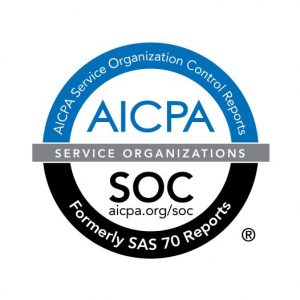 AICPA Service Organization Control Reports
AICPA
SERVICE ORGANIZATIONS
SOC
aicpa.org/soc
Formerly SAS 70 Reports
®